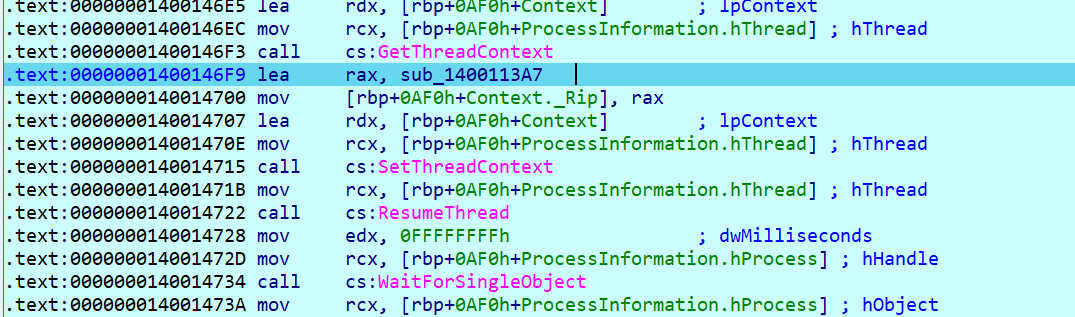 .text:00000001400146E5 lea rdx, [rbp+0AF0h+Context] ; lpContext
.text:00000001400146EC mov rcx, [rbp+0AF0h+ProcessInformation.hThread] ; hThread
.text:00000001400146F3 call cs:GetThreadContext
.text:00000001400146F9 lea rax, sub_1400113A7
.text:0000000140014700 mov [rbp+0AF0h+Context._Rip], rax
.text:0000000140014707 lea rdx, [rbp+0AF0h+Context] ; lpContext
.text:000000014001470E mov rcx, [rbp+0AF0h+ProcessInformation.hThread] ; hThread
.text:0000000140014715 call cs:SetThreadContext
.text:000000014001471B mov rcx, [rbp+0AF0h+ProcessInformation.hThread] ; hThread
.text:0000000140014722 call cs:ResumeThread
.text:0000000140014728 mov edx, 0FFFFFFFFh ; dwMilliseconds
.text:000000014001472D mov rcx, [rbp+0AF0h+ProcessInformation.hProcess] ; hHandle
.text:0000000140014734 call cs:WaitForSingleObject
.text:000000014001473A mov rcx, [rbp+0AF0h+ProcessInformation.hProcess] ; hObject